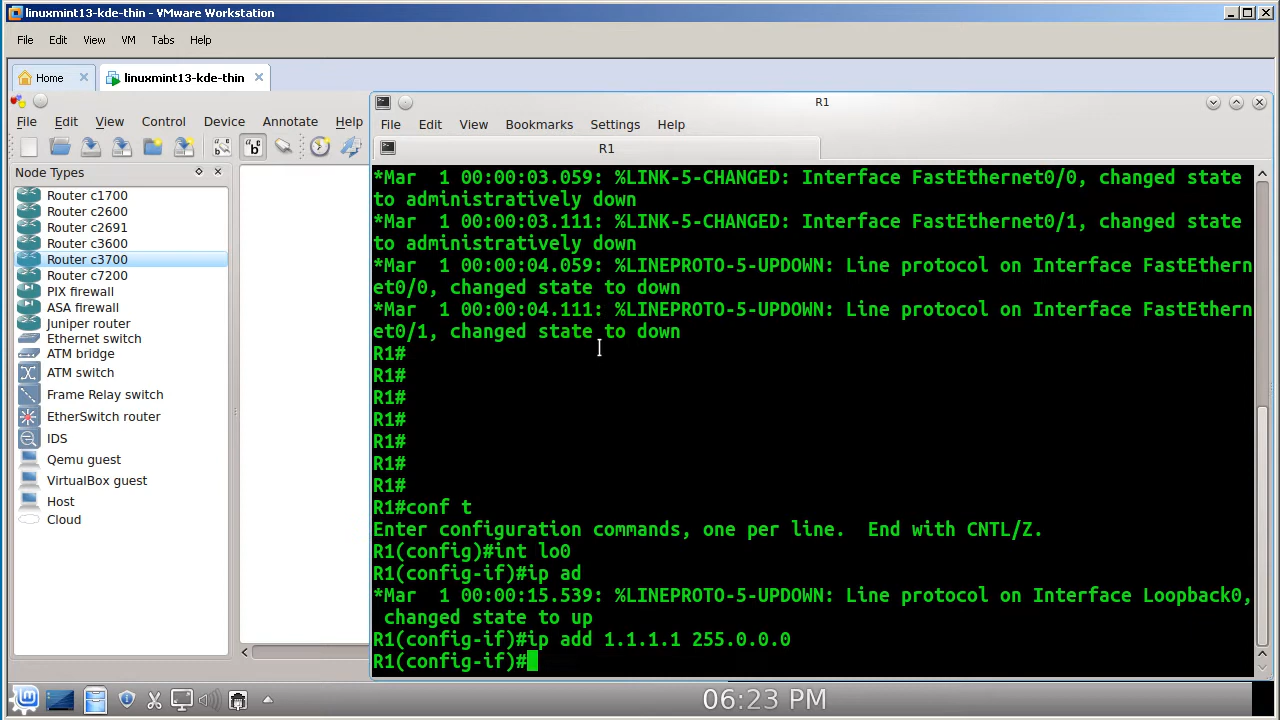 linuxmint13-kde-thin - VMware Workstation
File Edit View VM Tabs Help
Home linuxmint13-kde-thin
R1
File Edit View Control Device Annotate Help
File Edit View Bookmarks Settings Help
R1
Node Types
Router c1700
Router c2600
Router c2691
Router c3600
Router c3700
Router c7200
PIX firewall
ASA firewall
Juniper router
Ethernet switch
ATM bridge
ATM switch
Frame Relay switch
EtherSwitch router
IDS
Qemu guest
VirtualBox guest
Host
Cloud
*Mar  1 00:00:03.059: %LINK-5-CHANGED: Interface FastEthernet0/0, changed state
to administratively down
*Mar  1 00:00:03.111: %LINK-5-CHANGED: Interface FastEthernet0/1, changed state
to administratively down
*Mar  1 00:00:04.059: %LINEPROTO-5-UPDOWN: Line protocol on Interface FastEthern
et0/0, changed state to down
*Mar  1 00:00:04.111: %LINEPROTO-5-UPDOWN: Line protocol on Interface FastEthern
et0/1, changed state to down
R1#
R1#
R1#
R1#
R1#
R1#
R1#
R1#conf t
Enter configuration commands, one per line.  End with CNTL/Z.
R1(config)#int lo0
R1(config-if)#ip ad
*Mar  1 00:00:15.539: %LINEPROTO-5-UPDOWN: Line protocol on Interface Loopback0,
 changed state to up
R1(config-if)#ip add 1.1.1.1 255.0.0.0
R1(config-if)#
06:23 PM